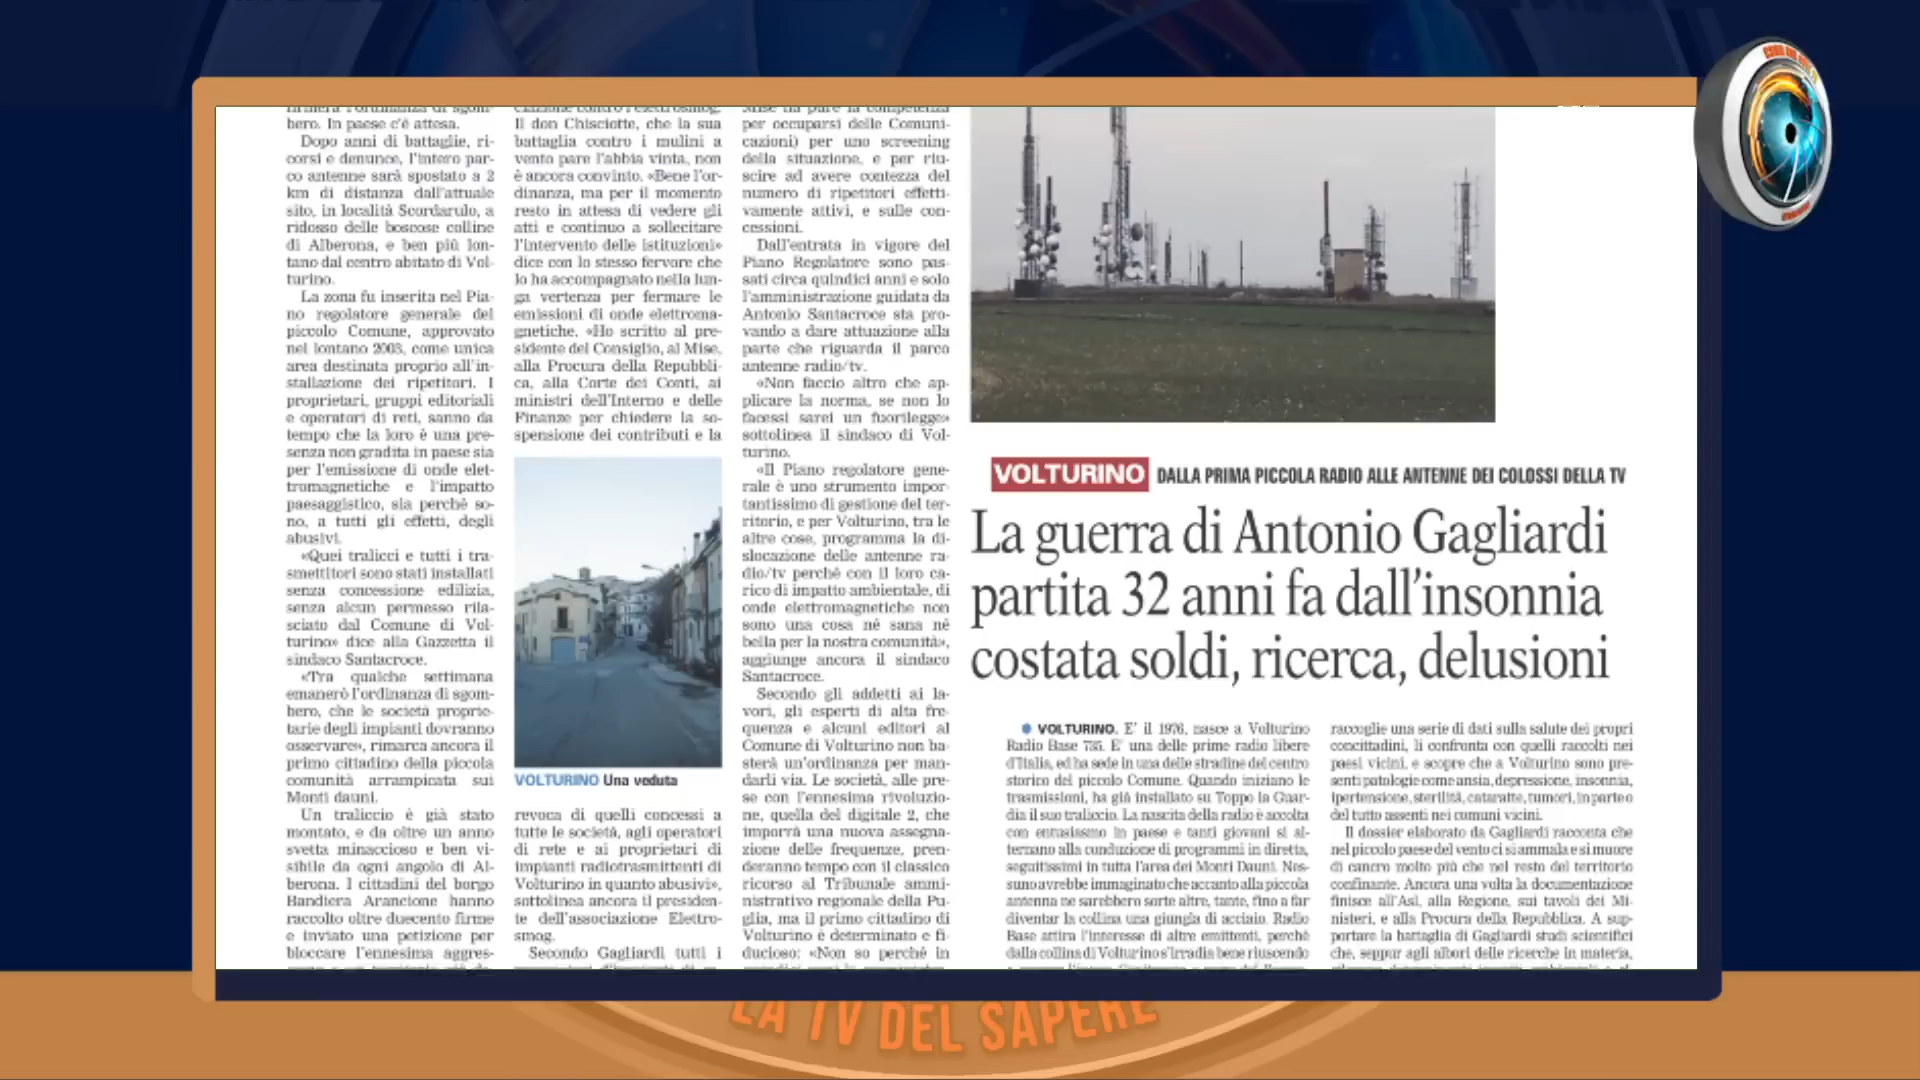 bero. In paese c'è attesa.
Dopo anni di battaglie, ri-
corsi e denunce, l'intero par-
co antenne sarà spostato a 2
km di distanza dall'attuale
sito, in località Scordarulo, a
ridosso delle boscose colline
di Alberona, e ben più lon-
tano dal centro abitato di Vol-
turino.
La zona fu inserita nel Pia-
no regolatore generale del
piccolo Comune, approvato
nel lontano 2003, come unica
area destinata proprio all'in-
stallazione dei ripetitori. I
proprietari, gruppi editoriali
e operatori di reti, sanno da
tempo che la loro è una pre-
senza non gradita in paese sia
per l'emissione di onde elet-
tromagnetiche e l'impatto
paesaggistico, sia perchè so-
no, a tutti gli effetti, degli
abusivi.
«Quei tralicci e tutti i tra-
smettitori sono stati installati
senza concessione edilizia,
senza alcun permesso rila-
sciato dal Comune di Vol-
turino» dice alla Gazzetta il
sindaco Santacroce.
«Tra qualche settimana
emanerò l'ordinanza di sgom-
bero, che le società proprie-
tarie degli impianti dovranno
osservare», rimarca ancora il
primo cittadino della piccola
comunità arrampicata sui
Monti dauni.
Un traliccio è già stato
montato, e da oltre un anno
svetta minaccioso e ben vi-
sibile da ogni angolo di Al-
berona. I cittadini del borgo
Bandiera Arancione hanno
raccolto oltre duecento firme
e inviato una petizione per
bloccare l'ennesima aggres-
Il don Chisciotte, che la sua
battaglia contro i mulini a
vento pare l'abbia vinta, non
è ancora convinto. «Bene l'or-
dinanza, ma per il momento
resto in attesa di vedere gli
atti e continuo a sollecitare
l'intervento delle istituzioni»
dice con lo stesso fervore che
lo ha accompagnato nella lun-
ga vertenza per fermare le
emissioni di onde elettroma-
gnetiche. «Ho scritto al pre-
sidente del Consiglio, al Mise,
alla Procura della Repubbli-
ca, alla Corte dei Conti, ai
ministri dell'Interno e delle
Finanze per chiedere la so-
spensione dei contributi e la
VOLTURINO Una veduta
revoca di quelli concessi a
tutte le società, agli operatori
di rete e ai proprietari di
impianti radiotrasmittenti di
Volturino in quanto abusivi»,
sottolinea ancora il presiden-
te dell'associazione Elettro-
smog.
Secondo Gagliardi, tutti i
Mise ha pure la competenza
per occuparsi delle Comuni-
cazioni) per uno screening
della situazione, e per riu-
scire ad avere contezza del
numero di ripetitori effetti-
vamente attivi, e sulle con-
cessioni.
Dall'entrata in vigore del
Piano Regolatore sono pas-
sati circa quindici anni e solo
l'amministrazione guidata da
Antonio Santacroce sta pro-
vando a dare attuazione alla
parte che riguarda il parco
antenne radio/tv.
«Non faccio altro che ap-
plicare la norma, se non lo
facessi sarei un fuorilegge»
sottolinea il sindaco di Vol-
turino.
«Il Piano regolatore gene-
rale è uno strumento impor-
tantissimo di gestione del ter-
ritorio, e per Volturino, tra le
altre cose, programma la di-
slocazione delle antenne ra-
dio/tv perchè con il loro ca-
rico di impatto ambientale, di
onde elettromagnetiche non
sono una cosa né sana né
bella per la nostra comunità»,
aggiunge ancora il sindaco
Santacroce.
Secondo gli addetti ai la-
vori, gli esperti di alta fre-
quenza e alcuni editori al
Comune di Volturino non ba-
sterà un'ordinanza per man-
darli via. Le società, alle pre-
se con l'ennesima rivoluzio-
ne, quella del digitale 2, che
imporrà una nuova assegna-
zione delle frequenze, pren-
deranno tempo con il classico
ricorso al Tribunale ammi-
nistrativo regionale della Pu-
glia, ma il primo cittadino di
Volturino è determinato e fi-
ducioso: «Non so perchè in
VOLTURINO DALLA PRIMA PICCOLA RADIO ALLE ANTENNE DEI COLOSSI DELLA TV
La guerra di Antonio Gagliardi
partita 32 anni fa dall'insonnia
costata soldi, ricerca, delusioni
VOLTURINO. E' il 1976, nasce a Volturino
Radio Base 735. E' una delle prime radio libere
d'Italia, ed ha sede in una delle stradine del centro
storico del piccolo Comune. Quando iniziano le
trasmissioni, ha già installato su Toppo la Guar-
dia il suo traliccio. La nascita della radio è accolta
con entusiasmo in paese e tanti giovani si al-
ternano alla conduzione di programmi in diretta,
seguitissimi in tutta l'area dei Monti Dauni. Nes-
suno avrebbe immaginato che accanto alla piccola
antenna ne sarebbero sorte altre, tante, fino a far
diventar la collina una giungla di acciaio. Radio
Base attira l'interesse di altre emittenti, perchè
dalla collina di Volturino s'irradia bene riuscendo
raccoglie una serie di dati sulla salute dei propri
concittadini, li confronta con quelli raccolti nei
paesi vicini, e scopre che a Volturino sono pre-
senti patologie come ansia, depressione, insonnia,
ipertensione, sterilità, cataratte, tumori, in parte o
del tutto assenti nei comuni vicini.
Il dossier elaborato da Gagliardi racconta che
nel piccolo paese del vento ci si ammala e si muore
di cancro molto più che nel resto del territorio
confinante. Ancora una volta la documentazione
finisce all'Asl, alla Regione, sui tavoli dei Mi-
nisteri, e alla Procura della Repubblica. A sup-
portare la battaglia di Gagliardi studi scientifici
che, seppur agli albori delle ricerche in materia,
LA TV DEL SAPERE